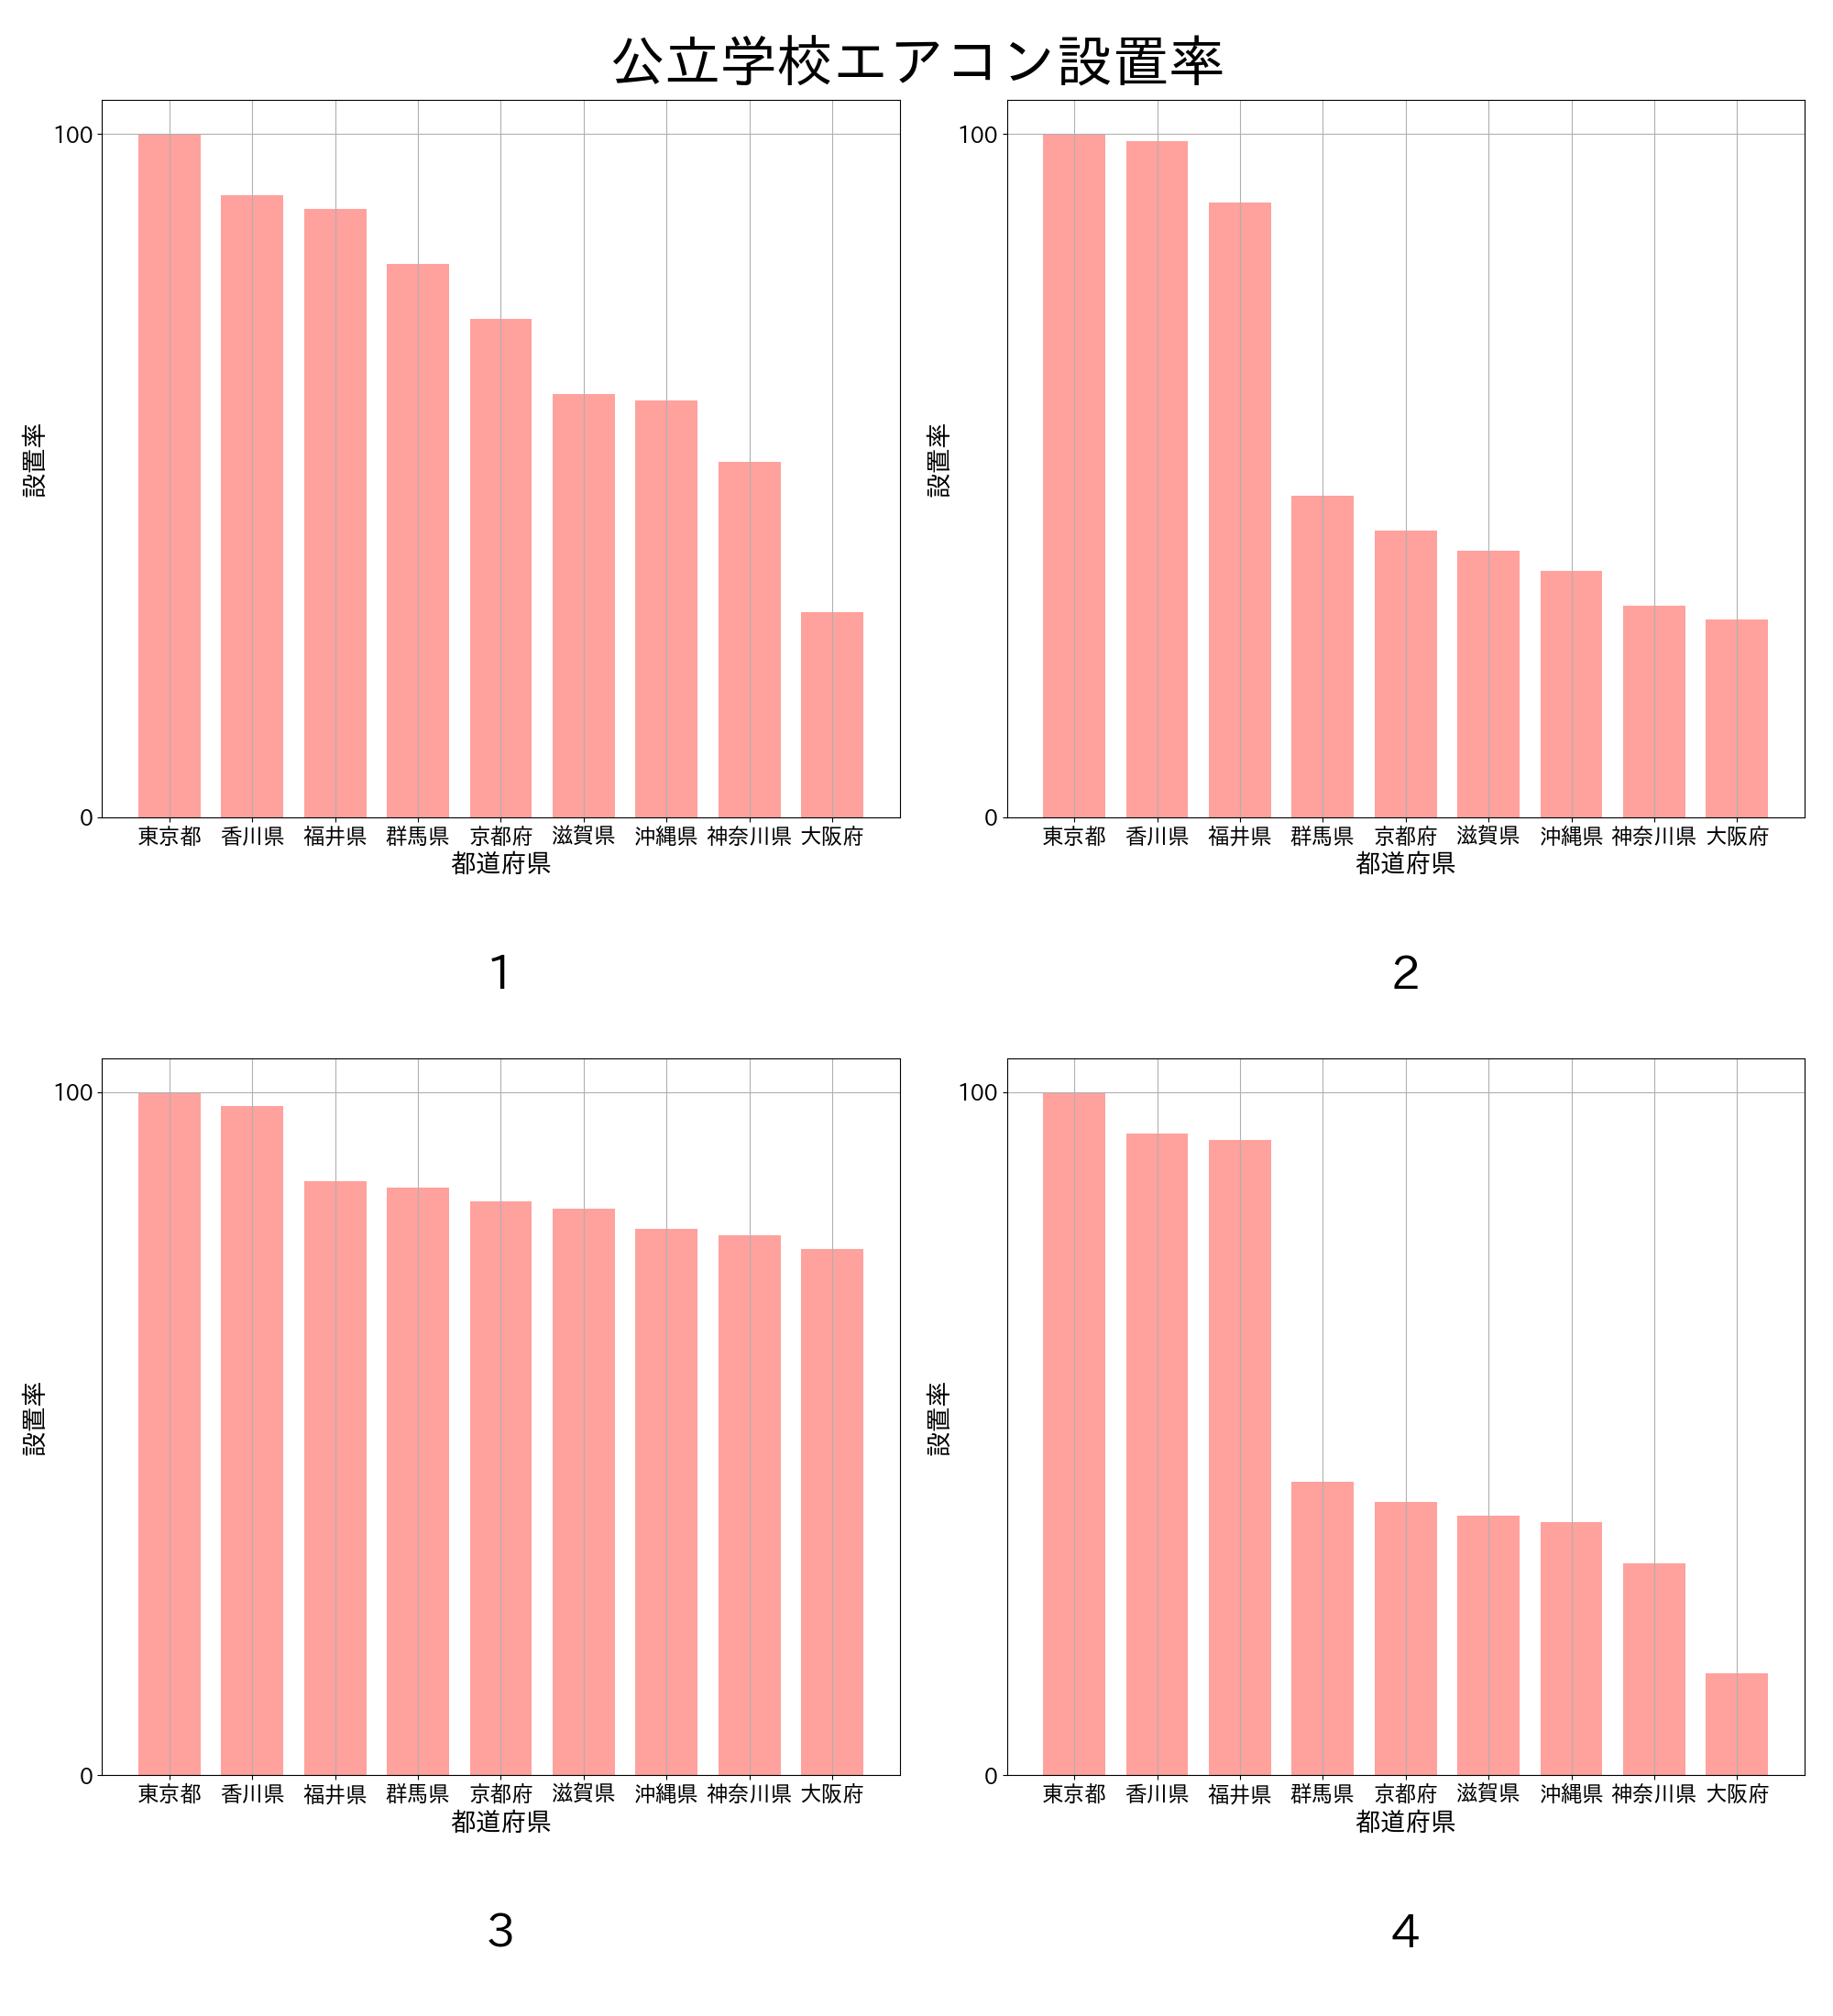 公立学校エアコン設置率
100
設置率
0
東京都 香川県 福井県 群馬県 京都府 滋賀県 沖縄県 神奈川県 大阪府
都道府県
1
100
設置率
0
東京都 香川県 福井県 群馬県 京都府 滋賀県 沖縄県 神奈川県 大阪府
都道府県
2
100
設置率
0
東京都 香川県 福井県 群馬県 京都府 滋賀県 沖縄県 神奈川県 大阪府
都道府県
3
100
設置率
0
東京都 香川県 福井県 群馬県 京都府 滋賀県 沖縄県 神奈川県 大阪府
都道府県
4